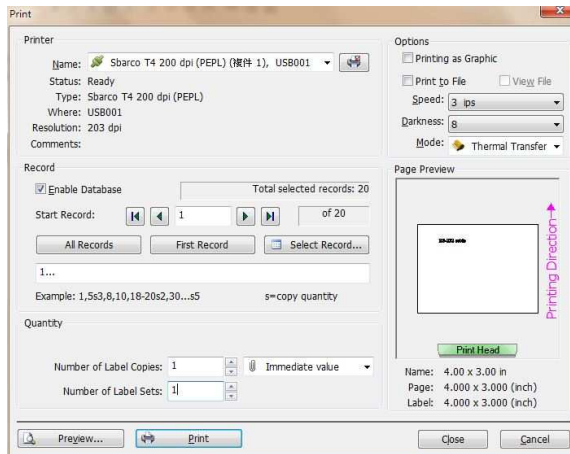 Print
Printer
Name: Sbarco T4 200 dpi (PEPL) (複件 1), USB001
Status: Ready
Type: Sbarco T4 200 dpi (PEPL)
Where: USB001
Resolution: 203 dpi
Comments:
Record
Enable Database
Total selected records: 20
Start Record: 1 of 20
All Records First Record Select Record...
1...
Example: 1,5s3,8,10,18-20s2,30...s5 s=copy quantity
Quantity
Number of Label Copies: 1 Immediate value
Number of Label Sets: 1
Preview... Print
Options
Printing as Graphic
Print to File View File
Speed: 3 ips
Darkness: 8
Mode: Thermal Transfer
Page Preview
Printing Direction
Print Head
Name: 4.00 x 3.00 in
Page: 4.000 x 3.000 (inch)
Label: 4.000 x 3.000 (inch)
Close Cancel